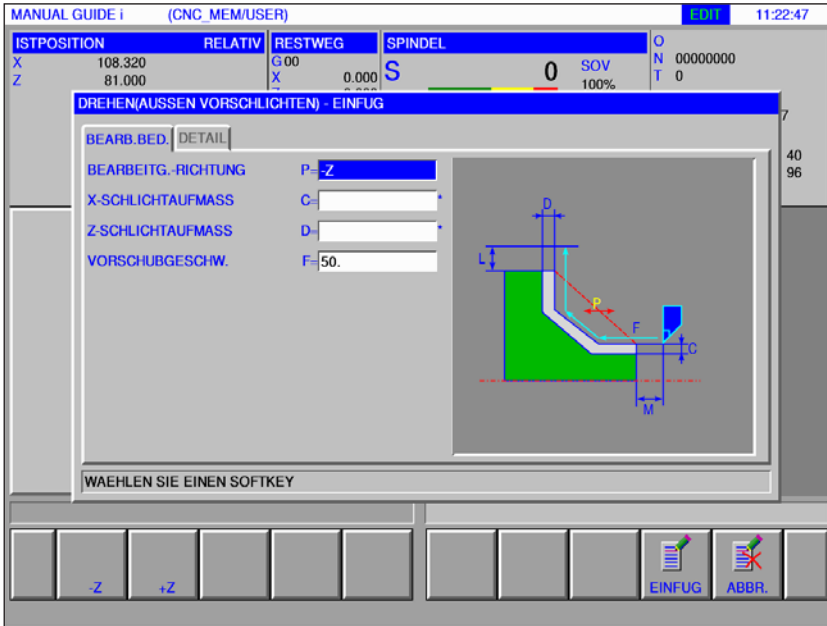 MANUAL GUIDE i (CNC_MEM/USER) EDIT 11:22:47
ISTPOSITION RELATIV RESTWEG SPINDEL O
X 108.320 G 00 S 0 SOV N 00000000
Z 81.000 X 0.000 100% T 0
DREHEN(AUSSEN VORSCHLICHTEN) - EINFUG
7
BEARB.BED. DETAIL
40
96
BEARBEITG.-RICHTUNG P= -Z
X-SCHLICHTAUFMASS C= *
Z-SCHLICHTAUFMASS D= *
VORSCHUBGESCHW. F= 50.
D
L
P
F
C
M
WAEHLEN SIE EINEN SOFTKEY
-Z +Z EINFUG ABBR.